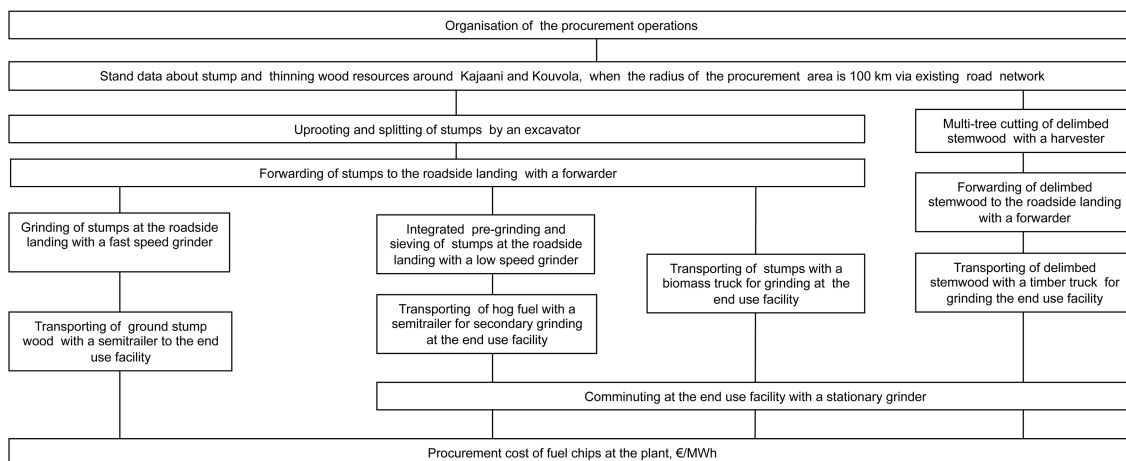 Organisation of the procurement operations
Stand data about stump and thinning wood resources around Kajaani and Kouvola, when the radius of the procurement area is 100 km via existing road network
Uprooting and splitting of stumps by an excavator
Multi-tree cutting of delimbed
stemwood with a harvester
Forwarding of stumps to the roadside landing with a forwarder
Forwarding of delimbed
stemwood to the roadside landing
with a forwarder
Grinding of stumps at the roadside
landing with a fast speed grinder
Integrated pre-grinding and
sieving of stumps at the roadside
landing with a low speed grinder
Transporting of stumps with a
biomass truck for grinding at the
end use facility
Transporting of delimbed
stemwood with a timber truck for
grinding the end use facility
Transporting of ground stump
wood with a semitrailer to the end
use facility
Transporting of hog fuel with a
semitrailer for secondary grinding
at the end use facility
Comminuting at the end use facility with a stationary grinder
Procurement cost of fuel chips at the plant, €/MWh